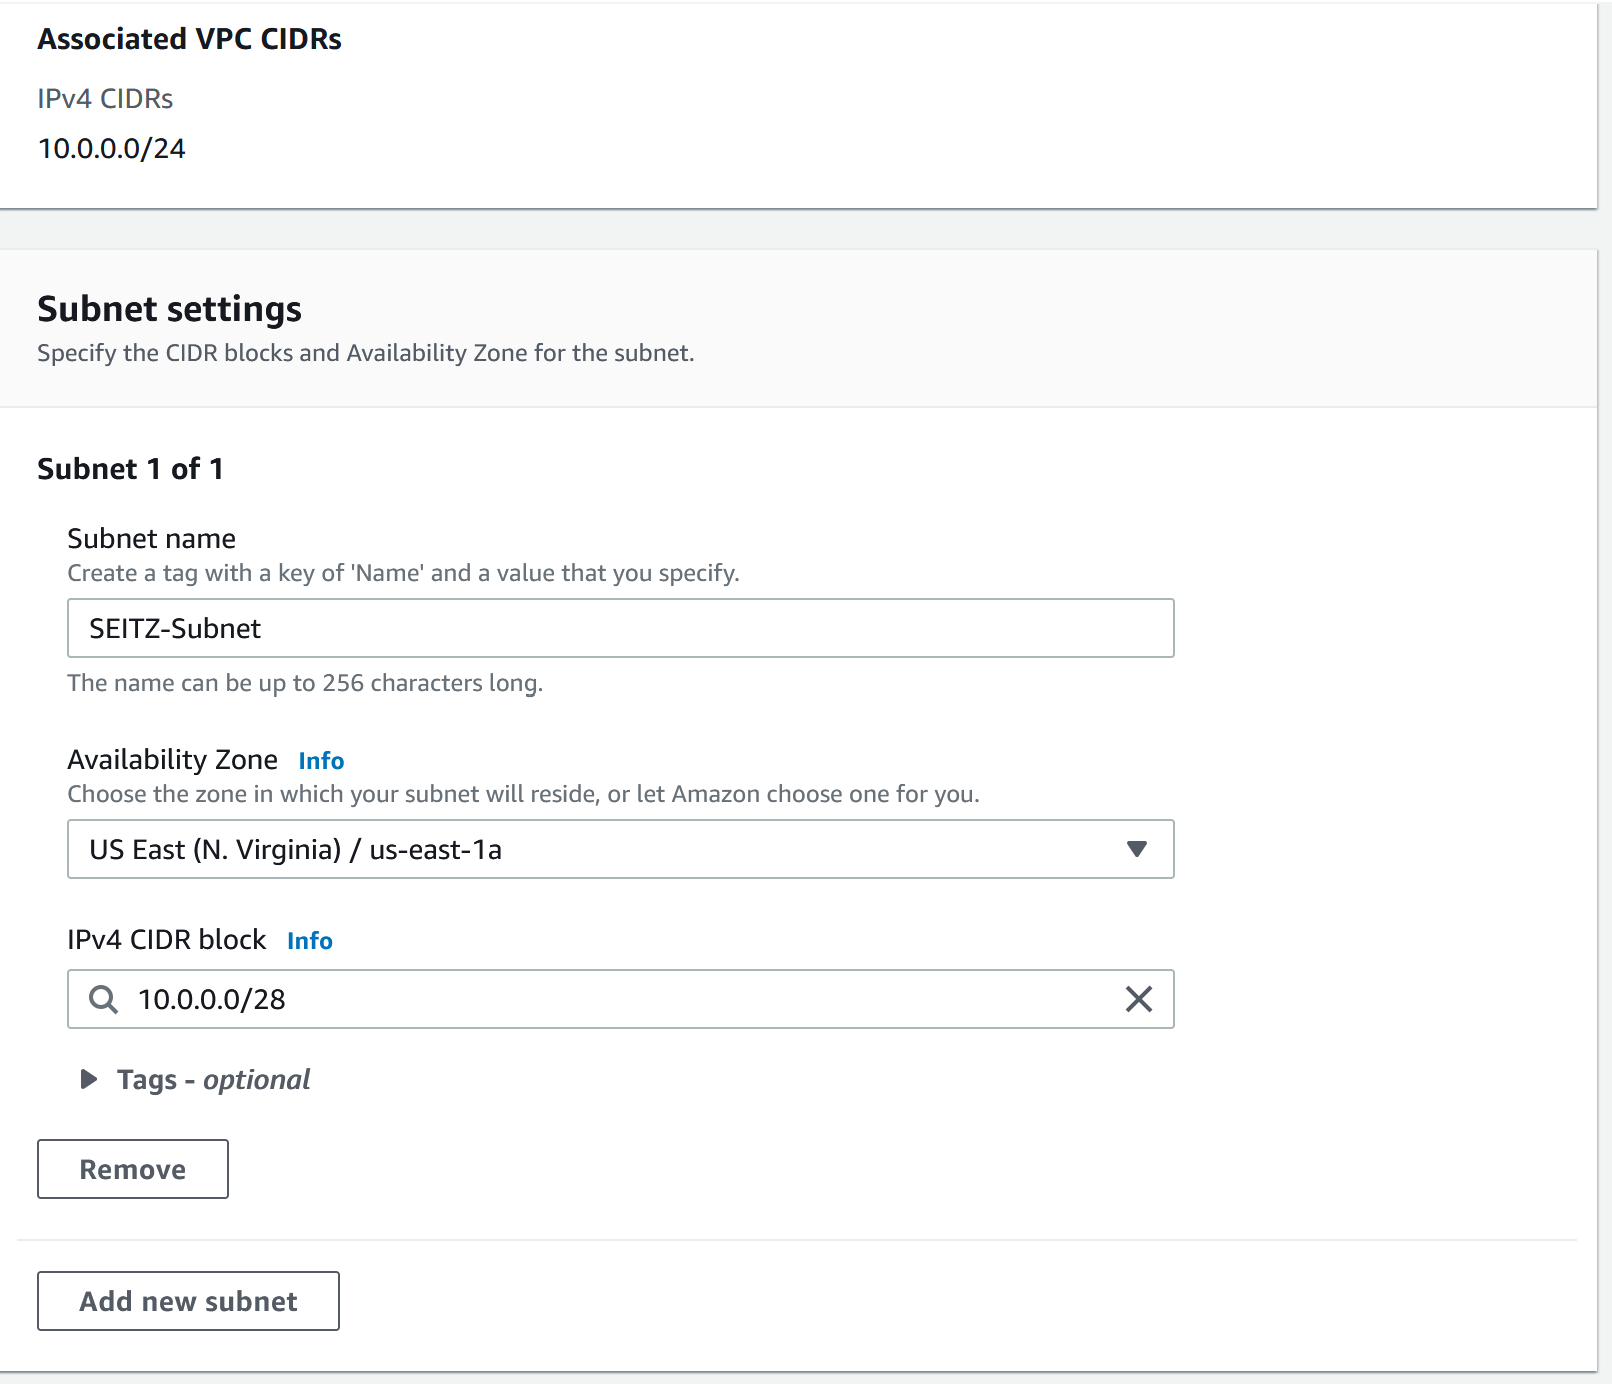 Associated VPC CIDRs
IPv4 CIDRs
10.0.0.0/24
Subnet settings
Specify the CIDR blocks and Availability Zone for the subnet.
Subnet 1 of 1
Subnet name
Create a tag with a key of 'Name' and a value that you specify.
SEITZ-Subnet
The name can be up to 256 characters long.
Availability Zone Info
Choose the zone in which your subnet will reside, or let Amazon choose one for you.
US East (N. Virginia) / us-east-1a
IPv4 CIDR block Info
10.0.0.0/28
Tags - optional
Remove
Add new subnet